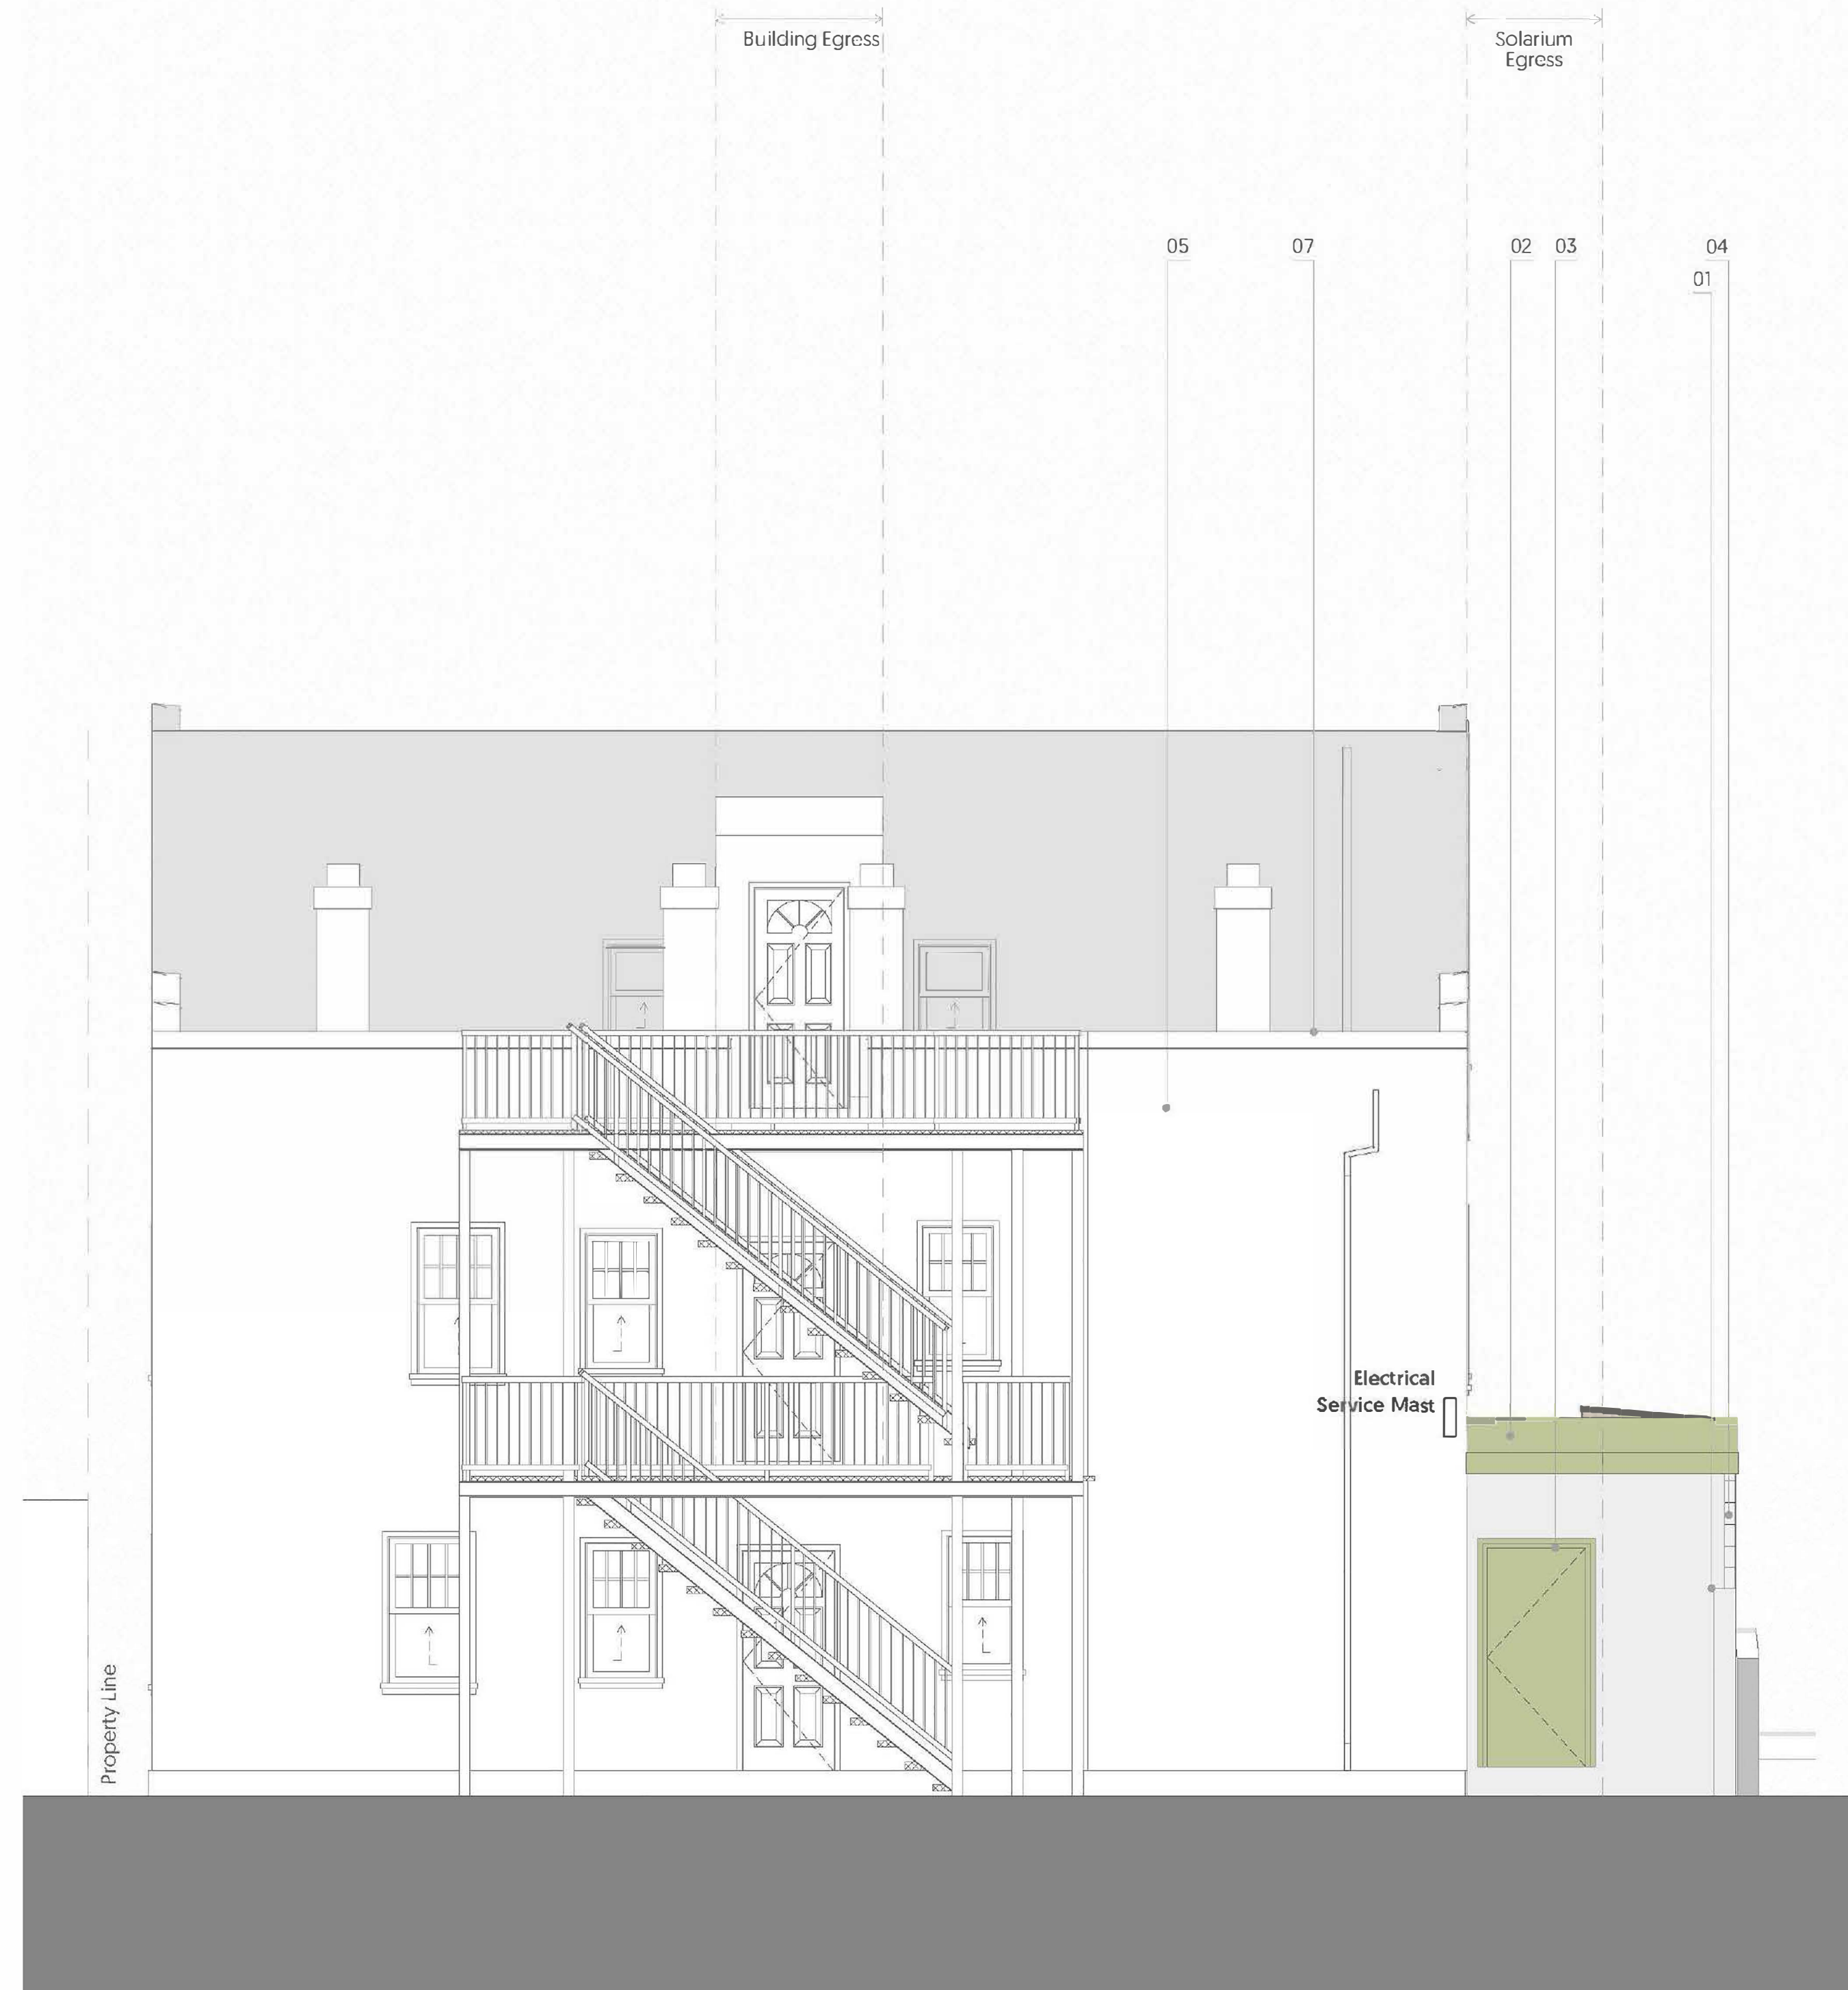 Building Egress
Solarium
Egress
05
07
02
03
04
01
Electrical
Service Mast
Property Line